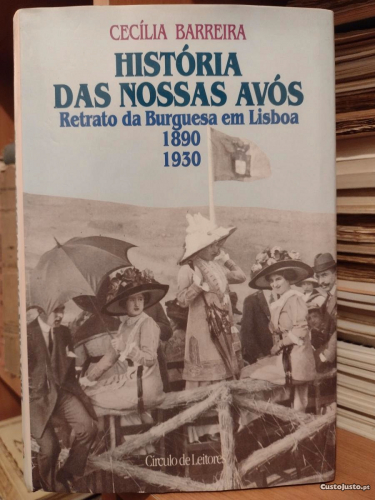 CECÍLIA BARREIRA
HISTÓRIA
DAS NOSSAS AVÓS
Retrato da Burguesa em Lisboa
1890
1930
Círculo de Leitores
CustoJusto.pt